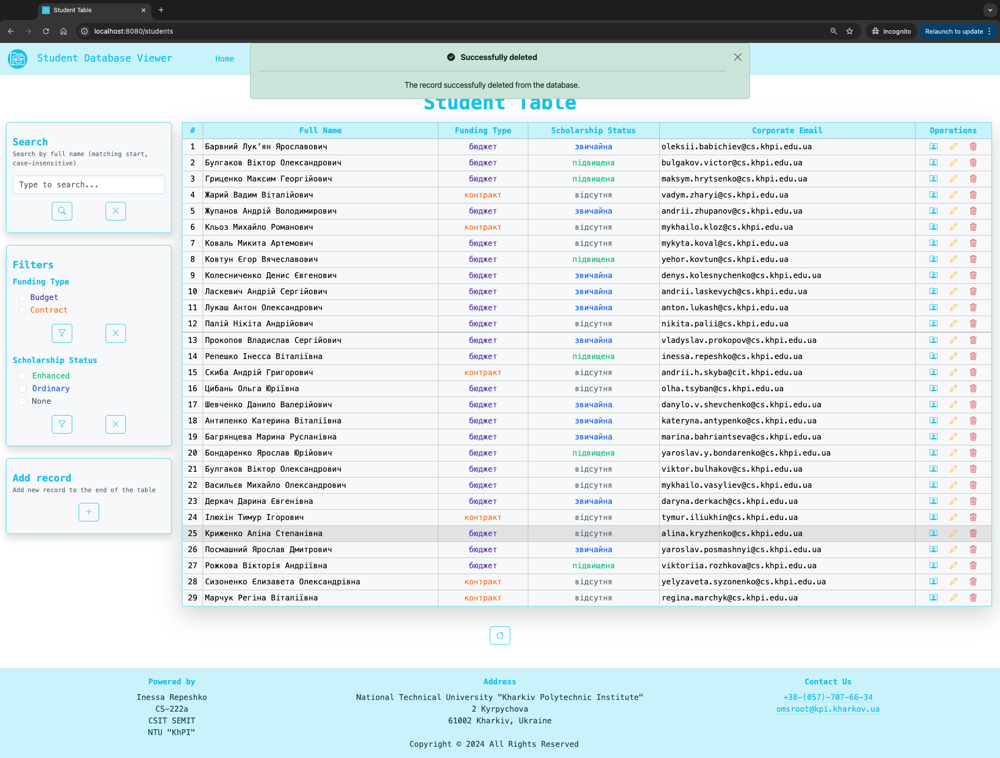 Student Table
localhost:8080/students
Incognito
Relaunch to update
Student Database Viewer
Home
Successfully deleted
The record successfully deleted from the database.
Student Table
Search
Search by full name (matching start,
case-insensitive)
Type to search...
Filters
Funding Type
Budget
Contract
Scholarship Status
Enhanced
Ordinary
None
Add record
Add new record to the end of the table
# Full Name Funding Type Scholarship Status Corporate Email Operations
1 Барвний Лук’ян Ярославович бюджет звичайна oleksii.babichiev@cs.khpi.edu.ua
2 Булгаков Віктор Олександрович бюджет підвищена bulgakov.victor@cs.khpi.edu.ua
3 Гриценко Максим Георгійович бюджет підвищена maksym.hrytsenko@cs.khpi.edu.ua
4 Жарий Вадим Віталійович контракт відсутня vadym.zharyi@cs.khpi.edu.ua
5 Жупанов Андрій Володимирович бюджет звичайна andrii.zhupanov@cs.khpi.edu.ua
6 Кльоз Михайло Романович контракт відсутня mykhailo.kloz@cs.khpi.edu.ua
7 Коваль Микита Артемович бюджет відсутня mykyta.koval@cs.khpi.edu.ua
8 Ковтун Єгор Вячеславович бюджет підвищена yehor.kovtun@cs.khpi.edu.ua
9 Колесниченко Денис Євгенович бюджет звичайна denys.kolesnychenko@cs.khpi.edu.ua
10 Ласкевич Андрій Сергійович бюджет звичайна andrii.laskevych@cs.khpi.edu.ua
11 Лукаш Антон Олександрович бюджет звичайна anton.lukash@cs.khpi.edu.ua
12 Палій Нікіта Андрійович бюджет відсутня nikita.palii@cs.khpi.edu.ua
13 Прокопов Владислав Сергійович бюджет звичайна vladyslav.prokopov@cs.khpi.edu.ua
14 Репешко Інесса Віталіївна бюджет підвищена inessa.repeshko@cs.khpi.edu.ua
15 Скиба Андрій Григорович контракт відсутня andrii.h.skyba@cit.khpi.edu.ua
16 Цибань Ольга Юріївна бюджет відсутня olha.tsyban@cs.khpi.edu.ua
17 Шевченко Данило Валерійович бюджет звичайна danylo.v.shevchenko@cs.khpi.edu.ua
18 Антипенко Катерина Віталіївна бюджет звичайна kateryna.antypenko@cs.khpi.edu.ua
19 Багрянцева Марина Русланівна бюджет звичайна marina.bahriantseva@cs.khpi.edu.ua
20 Бондаренко Ярослав Юрійович бюджет підвищена yaroslav.y.bondarenko@cs.khpi.edu.ua
21 Булгаков Віктор Олександрович бюджет відсутня viktor.bulhakov@cs.khpi.edu.ua
22 Васильєв Михайло Олександрович бюджет відсутня mykhailo.vasyliev@cs.khpi.edu.ua
23 Деркач Дарина Євгенівна бюджет звичайна daryna.derkach@cs.khpi.edu.ua
24 Ілюхін Тимур Ігорович контракт відсутня tymur.iliukhin@cs.khpi.edu.ua
25 Криженко Аліна Степанівна бюджет відсутня alina.kryzhenko@cs.khpi.edu.ua
26 Посмашний Ярослав Дмитрович бюджет звичайна yaroslav.posmashnyi@cs.khpi.edu.ua
27 Рожкова Вікторія Андріївна бюджет підвищена viktoriia.rozhkova@cs.khpi.edu.ua
28 Сизоненко Єлизавета Олександрівна контракт відсутня yelyzaveta.syzonenko@cs.khpi.edu.ua
29 Марчук Регіна Віталіївна контракт відсутня regina.marchyk@cs.khpi.edu.ua
Powered by
Inessa Repeshko
CS-222a
CSIT SEMIT
NTU "KhPI"
Address
National Technical University "Kharkiv Polytechnic Institute"
2 Kyrpychova
61002 Kharkiv, Ukraine
Contact Us
+38-(057)-707-66-34
omsroot@kpi.kharkov.ua
Copyright © 2024 All Rights Reserved